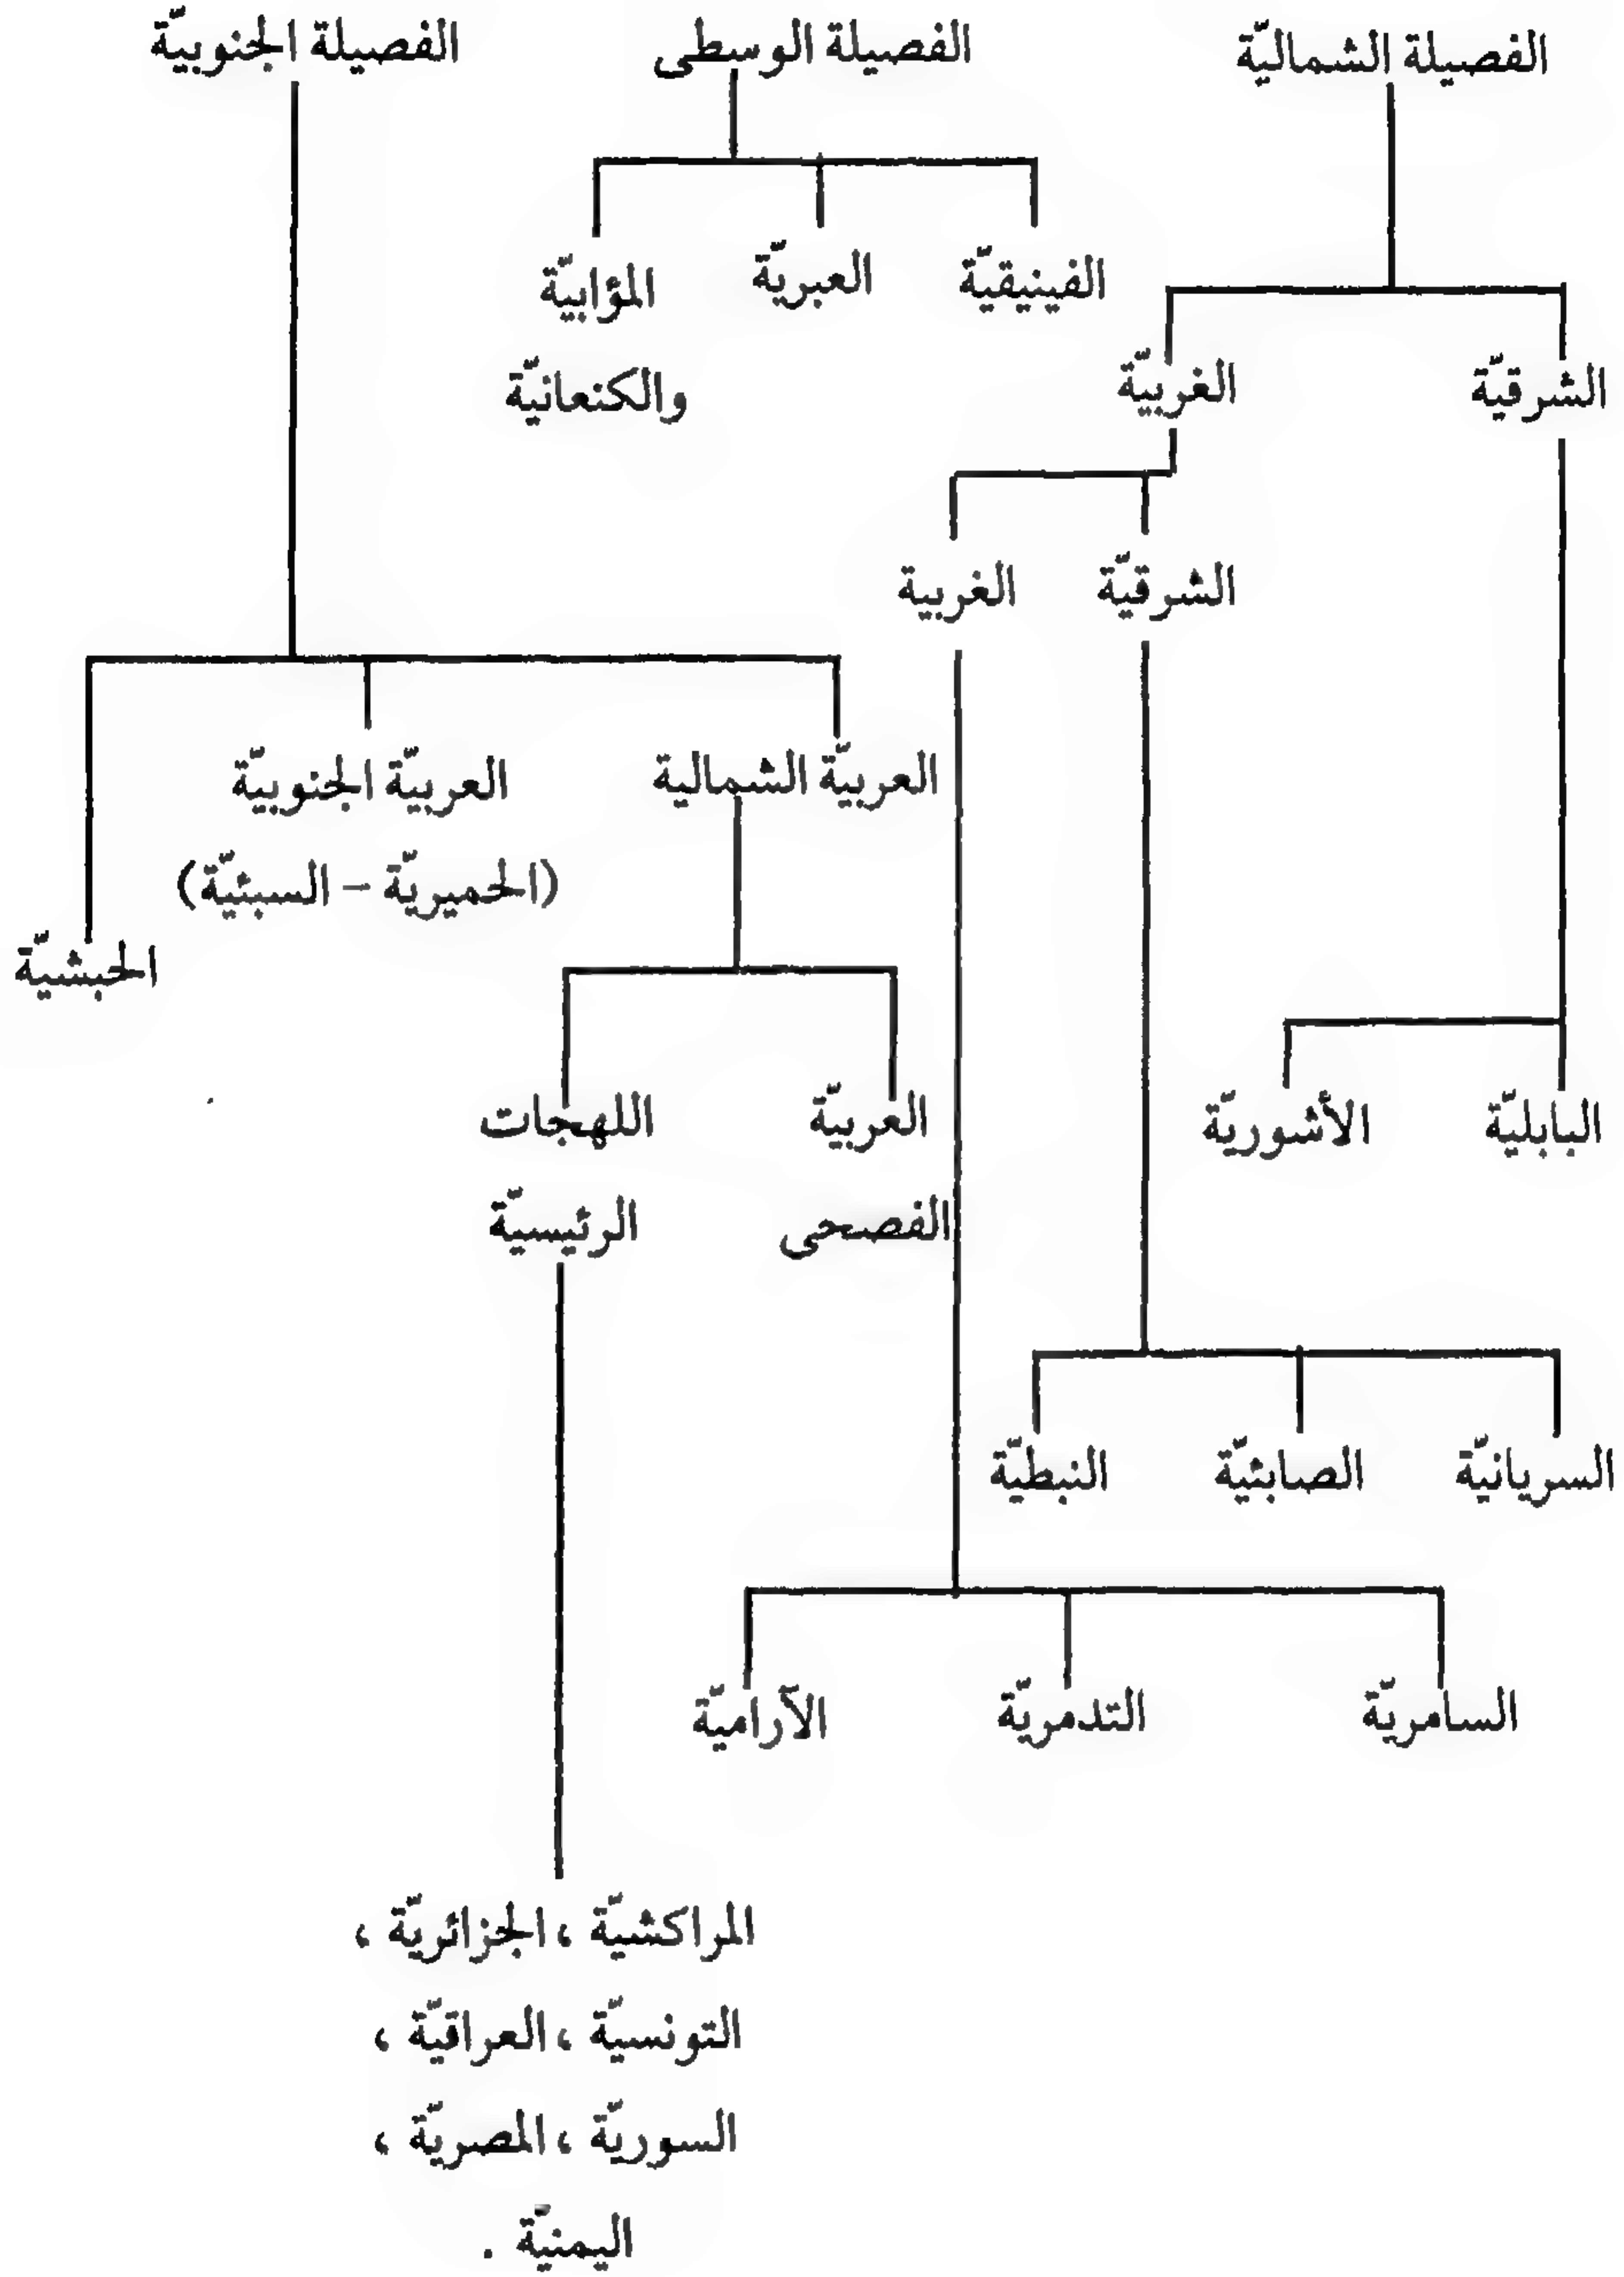 الفصيلة الشماليّة
الفصيلة الوسطى
الفصيلة الجنوبيّة
الفينيقيّة
العبريّة
المؤابيّة
والكنعانيّة
الشرقيّة
الغربيّة
الشرقيّة
الغربية
العربيّة الشمالية
العربيّة الجنوبيّة
(الحميريّة – السبئيّة)
الحبشيّة
البابليّة
الأشوريّة
العربيّة
الفصحى
اللهجات
الرئيسيّة
السريانيّة
الصابئيّة
النبطيّة
السامريّة
التدمريّة
الآراميّة
المراكشيّة ، الجزائريّة ،
التونسيّة ، العراقيّة ،
السوريّة ، المصريّة ،
اليمنيّة .